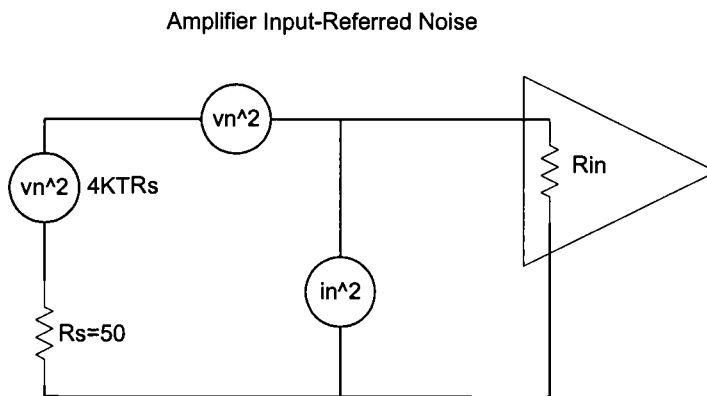 Amplifier Input-Referred Noise
vn^2
vn^2 4KTRs
Rin
in^2
Rs=50